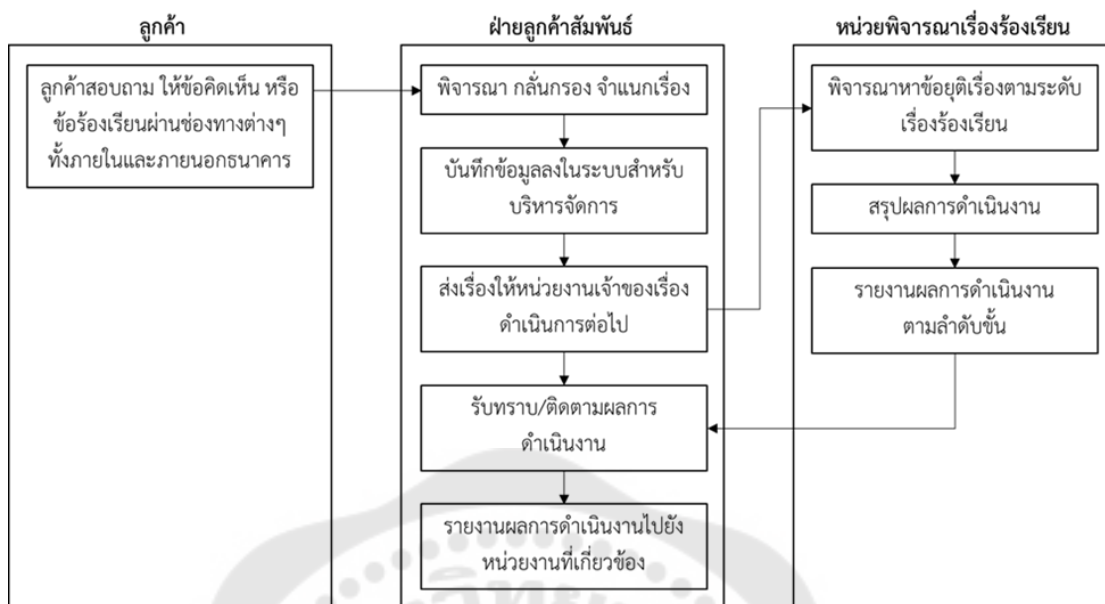 ลูกค้า
ลูกค้าสอบถาม ให้ข้อคิดเห็น หรือ
ข้อร้องเรียนผ่านช่องทางต่างๆ
ทั้งภายในและภายนอกธนาคาร
ฝ่ายลูกค้าสัมพันธ์
พิจารณา กลั่นกรอง จำแนกเรื่อง
บันทึกข้อมูลลงในระบบสำหรับ
บริหารจัดการ
ส่งเรื่องให้หน่วยงานเจ้าของเรื่อง
ดำเนินการต่อไป
รับทราบ/ติดตามผลการ
ดำเนินงาน
รายงานผลการดำเนินงานไปยัง
หน่วยงานที่เกี่ยวข้อง
หน่วยพิจารณาเรื่องร้องเรียน
พิจารณาหาข้อยุติเรื่องตามระดับ
เรื่องร้องเรียน
สรุปผลการดำเนินงาน
รายงานผลการดำเนินงาน
ตามลำดับขั้น